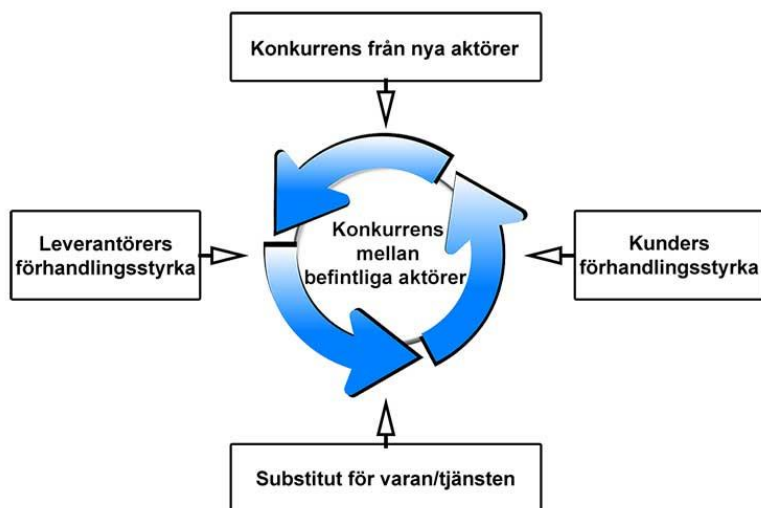 Konkurrens från nya aktörer
Leverantörers
förhandlingsstyrka
Konkurrens
mellan
befintliga aktörer
Kunders
förhandlingsstyrka
Substitut för varan/tjänsten